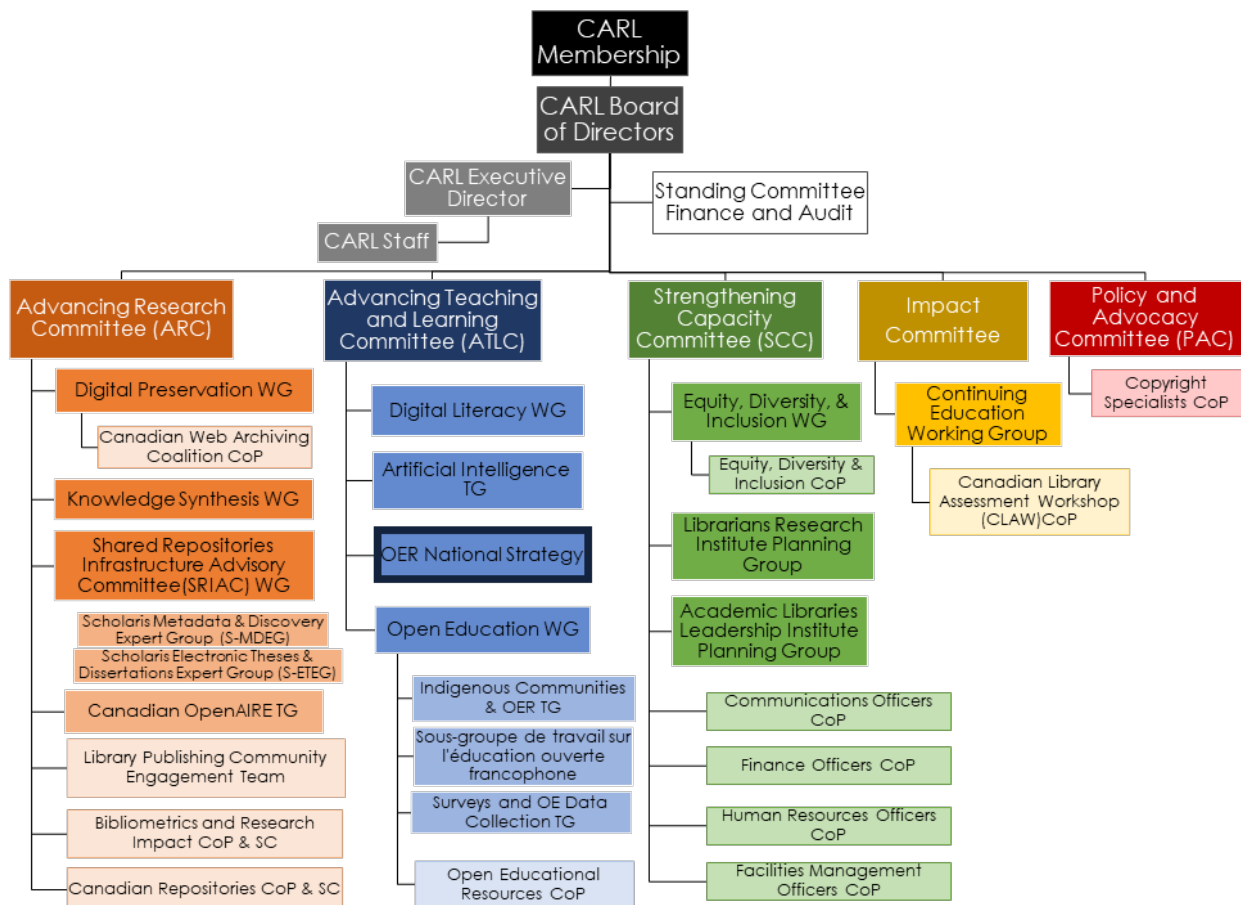 CARL
Membership
CARL Board
of Directors
CARL Executive
Director
Standing Committee
Finance and Audit
CARL Staff
Advancing Research
Committee (ARC)
Digital Preservation WG
Canadian Web Archiving
Coalition CoP
Knowledge Synthesis WG
Shared Repositories
Infrastructure Advisory
Committee(SRIAC) WG
Scholaris Metadata & Discovery
Expert Group (S-MDEG)
Scholaris Electronic Theses &
Dissertations Expert Group (S-ETEG)
Canadian OpenAIRE TG
Library Publishing Community
Engagement Team
Bibliometrics and Research
Impact CoP & SC
Canadian Repositories CoP & SC
Advancing Teaching
and Learning
Committee (ATLC)
Digital Literacy WG
Artificial Intelligence
TG
OER National Strategy
Open Education WG
Indigenous Communities
& OER TG
Sous-groupe de travail sur
l'éducation ouverte
francophone
Surveys and OE Data
Collection TG
Open Educational
Resources CoP
Strengthening
Capacity
Committee (SCC)
Equity, Diversity, &
Inclusion WG
Equity, Diversity &
Inclusion CoP
Librarians Research
Institute Planning
Group
Academic Libraries
Leadership Institute
Planning Group
Communications Officers
CoP
Finance Officers CoP
Human Resources Officers
CoP
Facilities Management
Officers CoP
Impact
Committee
Continuing
Education
Working Group
Canadian Library
Assessment Workshop
(CLAW)CoP
Policy and
Advocacy
Committee (PAC)
Copyright
Specialists CoP